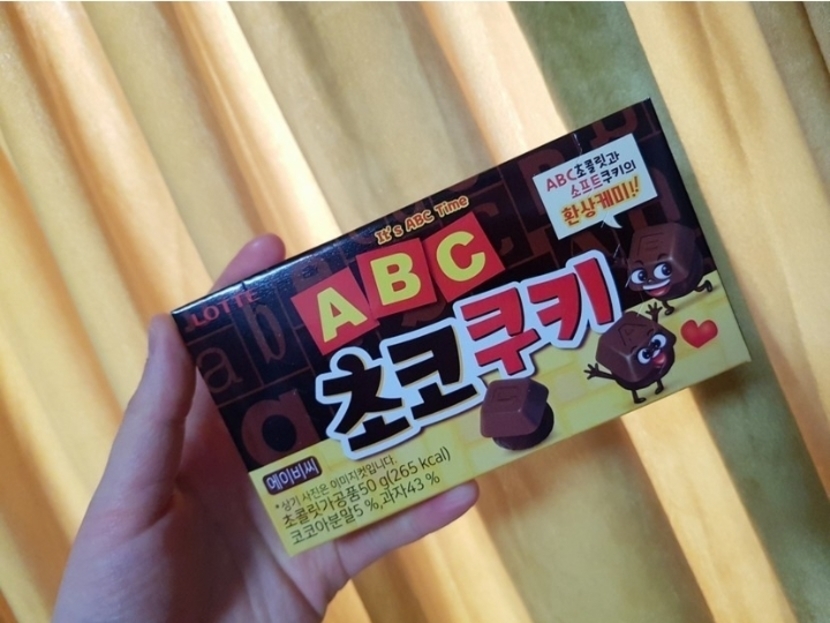 LOTTE
It's ABC Time
ABC
초코쿠키
ABC초콜릿과
소프트쿠키의
환상케미!!
에이비씨
*상기 사진은 이미지컷입니다.
초콜릿가공품50 g(265 kcal)
코코아분말5 %,과자43 %